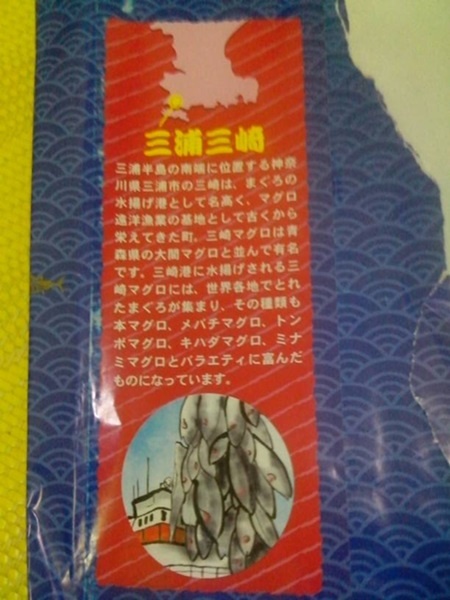 三浦三崎
三浦半島の南端に位置する神奈
川県三浦市の三崎は、まぐろの
水揚げ港として名高く、マグロ
遠洋漁業の基地として古くから
栄えてきた町。三崎マグロは青
森県の大間マグロと並んで有名
です。三崎港に水揚げされる三
崎マグロには、世界各地でとれ
たまぐろが集まり、その種類も
本マグロ、メバチマグロ、トン
ボマグロ、キハダマグロ、ミナ
ミマグロとバラエティに富んだ
ものになっています。